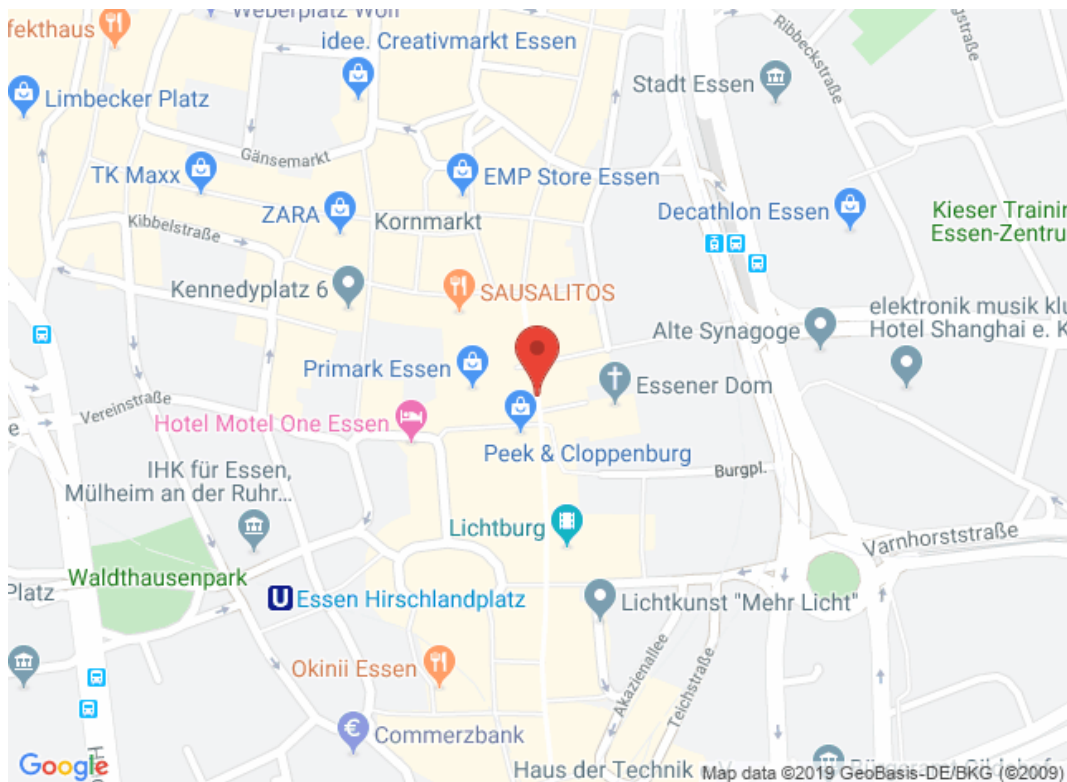 Weberplatz Wolf
fekthaus
idee. Creativmarkt Essen
Ribbeckstraße
gstraße
Limbecker Platz
Stadt Essen
Gänsemarkt
TK Maxx
EMP Store Essen
ZARA
Kornmarkt
Decathlon Essen
Kieser Trainin
Essen-Zentru
Kibbelstraße
Kennedyplatz 6
SAUSALITOS
elektronik musik klu
Hotel Shanghai e. K
Alte Synagoge
Primark Essen
Essener Dom
Vereinstraße
Hotel Motel One Essen
e
Peek & Cloppenburg
IHK für Essen,
Mülheim an der Ruhr...
Burgpl.
Lichtburg
Varnhorststraße
Waldthausenpark
Platz
U Essen Hirschlandplatz
Lichtkunst "Mehr Licht"
Okinii Essen
Akazienallee
Teichstraße
Commerzbank
Google
Haus der Technik
Map data ©2019 GeoBasis-DE/BKG (©2009)